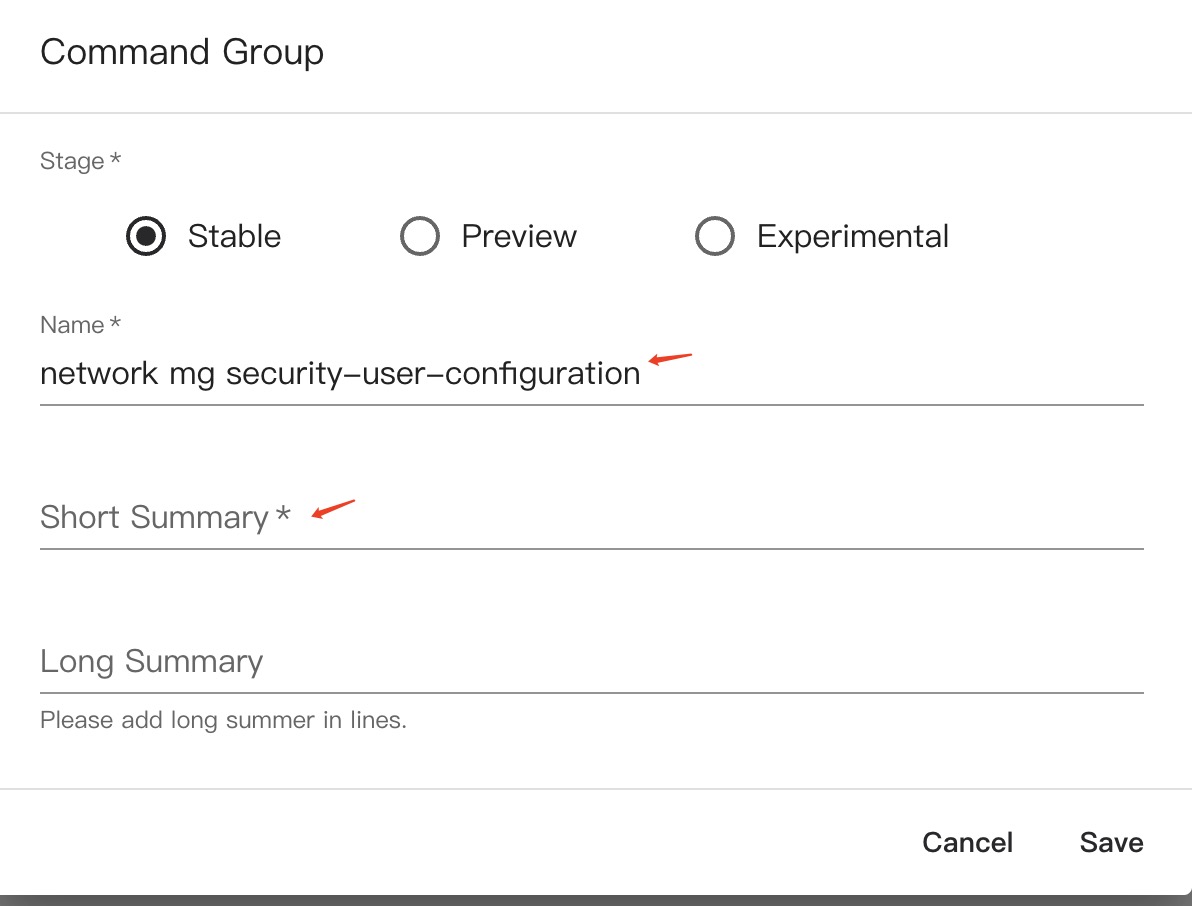 Command Group
Stage *
Stable Preview Experimental
Name *
network mg security-user-configuration
Short Summary *
Long Summary
Please add long summer in lines.
Cancel Save